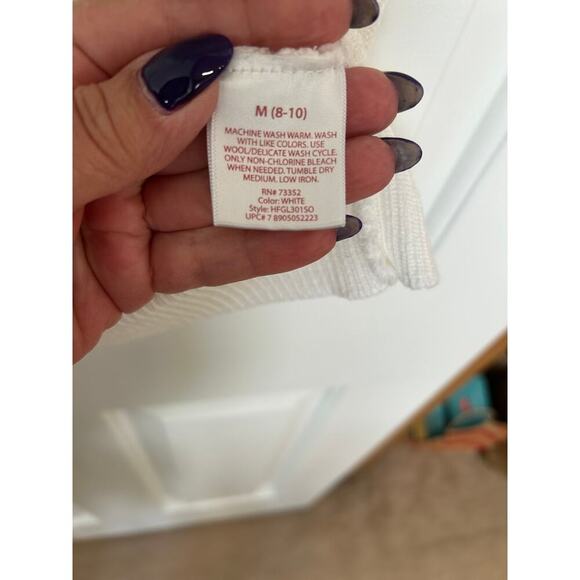 M (8-10)
MACHINE WASH WARM. WASH
WITH LIKE COLORS. USE
WOOL/DELICATE WASH CYCLE.
ONLY NON-CHLORINE BLEACH
WHEN NEEDED. TUMBLE DRY
MEDIUM. LOW IRON.
RN# 73352
Color: WHITE
Style: HFGL301SO
UPC# 7 8905052223